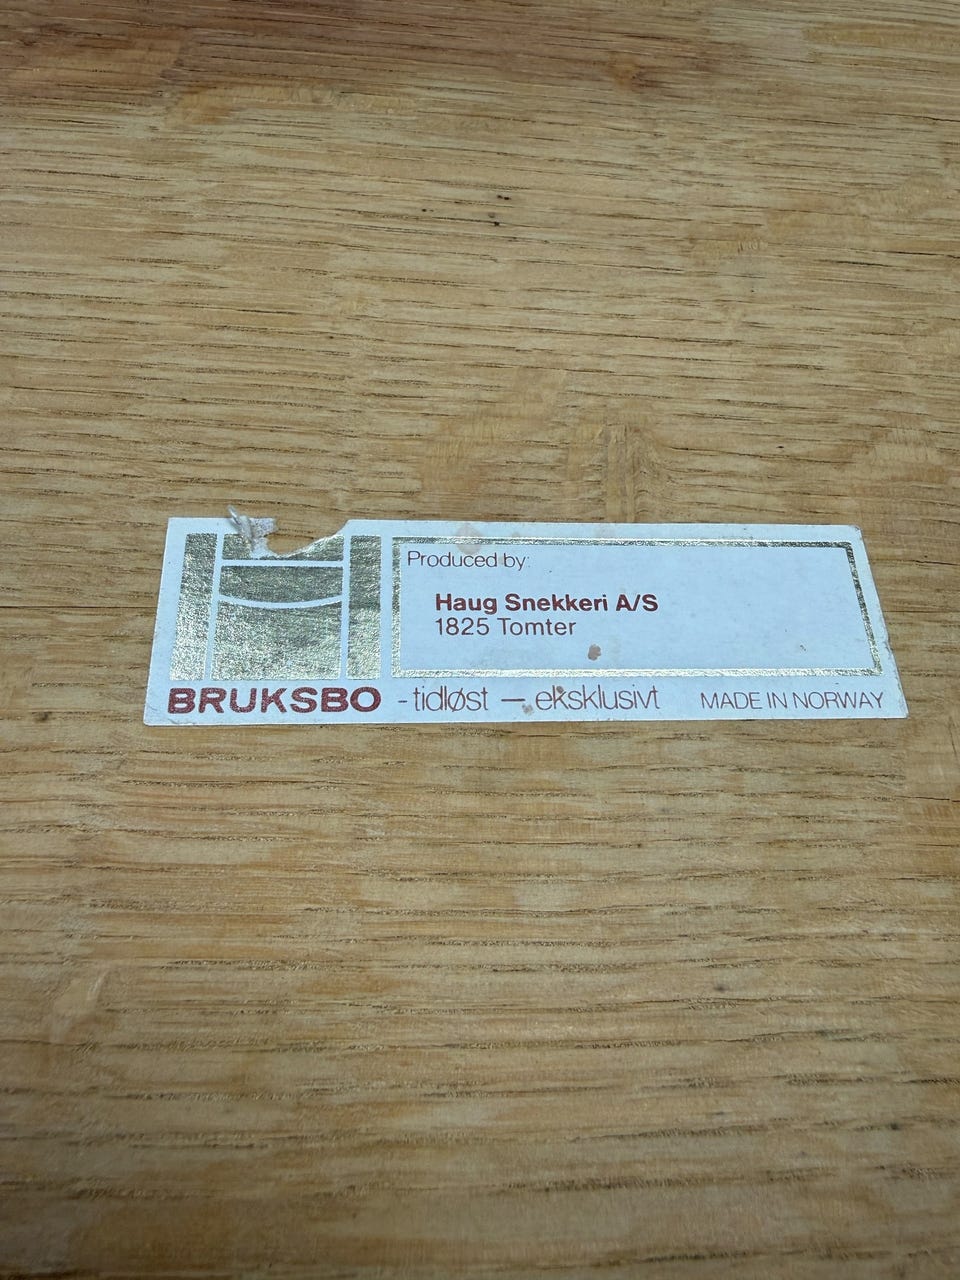 Produced by:
Haug Snekkeri A/S
1825 Tomter
BRUKSBO - tidløst — eksklusivt MADE IN NORWAY